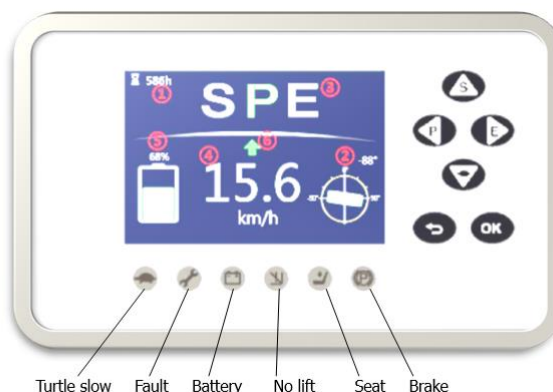 586h
①
SPE
③
⑤
⑥
68%
④
②
-88°
15.6
km/h
S
P
E
OK
Turtle slow
Fault
Battery
No lift
Seat
Brake